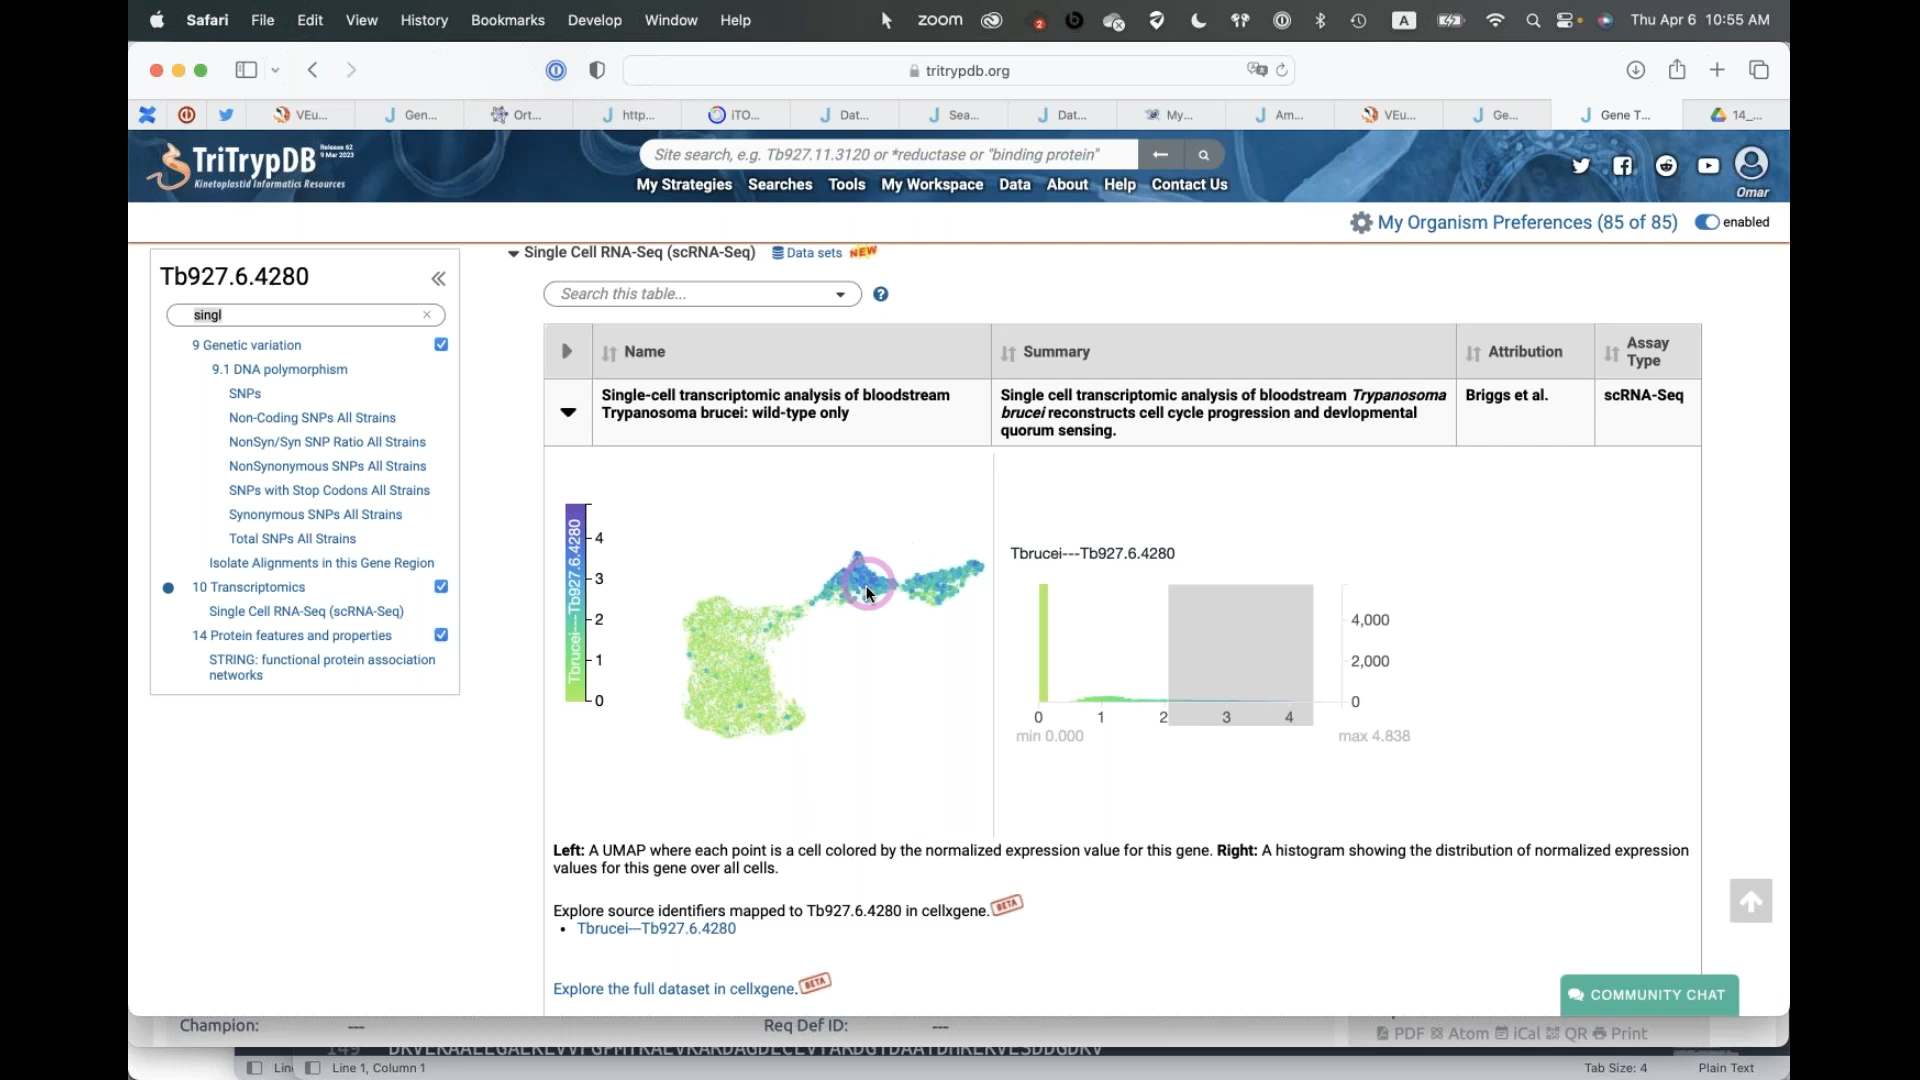 Safari File Edit View History Bookmarks Develop Window Help zoom 2 A Thu Apr 6 10:55 AM
tritrypdb.org
VEu... Gen... Ort... http... iTO... Dat... Sea... Dat... My... Am... VEu... Ge... Gene T... 14_...
TriTrypDB Release 62
9 Mar 2023
Kinetoplastid Informatics Resources
Site search, e.g. Tb927.11.3120 or *reductase or "binding protein"
My Strategies Searches Tools My Workspace Data About Help Contact Us
Omar
My Organism Preferences (85 of 85) enabled
Tb927.6.4280
singl
9 Genetic variation
9.1 DNA polymorphism
SNPs
Non-Coding SNPs All Strains
NonSyn/Syn SNP Ratio All Strains
NonSynonymous SNPs All Strains
SNPs with Stop Codons All Strains
Synonymous SNPs All Strains
Total SNPs All Strains
Isolate Alignments in this Gene Region
10 Transcriptomics
Single Cell RNA-Seq (scRNA-Seq)
14 Protein features and properties
STRING: functional protein association
networks
Single Cell RNA-Seq (scRNA-Seq) Data sets NEW
Search this table...
Name Summary Attribution Assay
Type
Single-cell transcriptomic analysis of bloodstream
Trypanosoma brucei: wild-type only
Single cell transcriptomic analysis of bloodstream Trypanosoma
brucei reconstructs cell cycle progression and devlopmental
quorum sensing.
Briggs et al.
scRNA-Seq
Tbrucei---Tb927.6.4280
4
3
2
1
0
Tbrucei---Tb927.6.4280
4,000
2,000
0
0 1 2 3 4
min 0.000 max 4.838
Left: A UMAP where each point is a cell colored by the normalized expression value for this gene. Right: A histogram showing the distribution of normalized expression
values for this gene over all cells.
Explore source identifiers mapped to Tb927.6.4280 in cellxgene. BETA
• Tbrucei---Tb927.6.4280
Explore the full dataset in cellxgene. BETA
COMMUNITY CHAT
Champion: --- Req Def ID: ---
PDF Atom iCal QR Print
Line 1, Column 1 Tab Size: 4 Plain Text